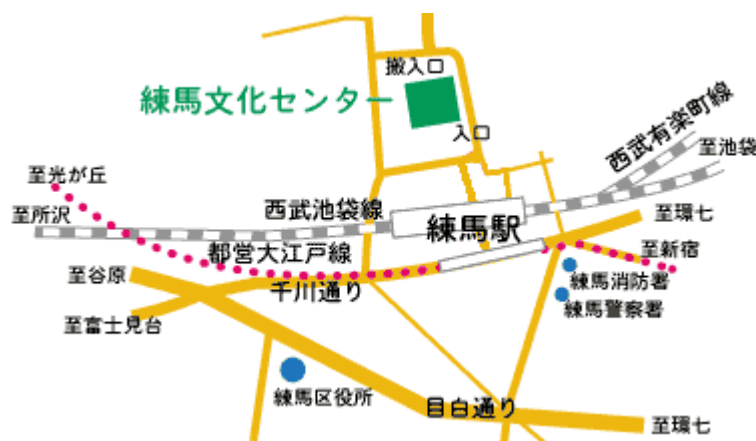 搬入口
練馬文化センター
入口
西武有楽町線
至池袋
至光が丘
至所沢
西武池袋線
練馬駅
至環七
都営大江戸線
至新宿
至谷原
千川通り
練馬消防署
練馬警察署
至富士見台
練馬区役所
目白通り
至環七